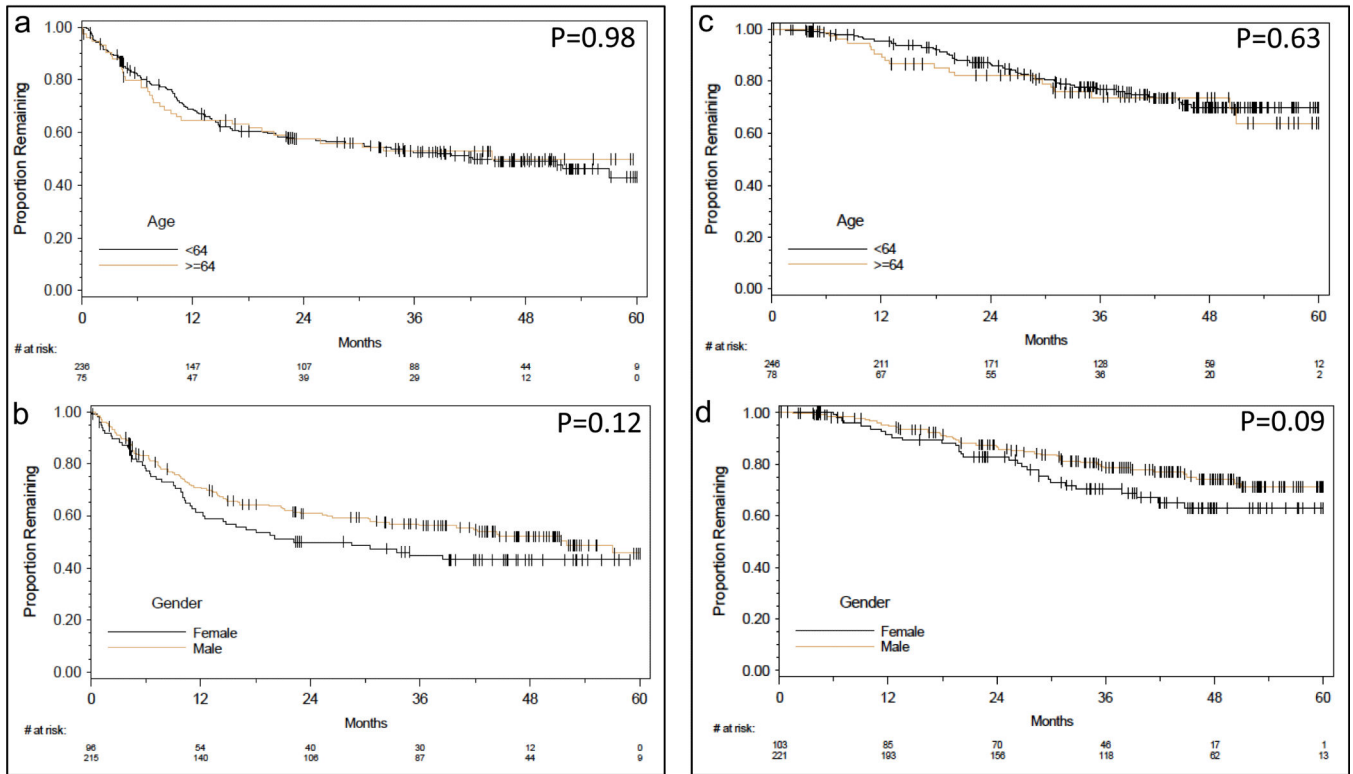 a
P=0.98
Proportion Remaining
1.00
0.80
0.60
0.40
0.20
0.00
Age
<64
>=64
0 12 24 36 48 60
Months
# at risk:
236 147 107 88 44 9
75 47 39 29 12 0
b
P=0.12
Proportion Remaining
1.00
0.80
0.60
0.40
0.20
0.00
Gender
Female
Male
0 12 24 36 48 60
Months
# at risk:
96 54 40 30 12 0
215 140 106 87 44 9
c
P=0.63
Proportion Remaining
1.00
0.80
0.60
0.40
0.20
0.00
Age
<64
>=64
0 12 24 36 48 60
Months
# at risk:
246 211 171 128 59 12
78 67 55 36 20 2
d
P=0.09
Proportion Remaining
1.00
0.80
0.60
0.40
0.20
0.00
Gender
Female
Male
0 12 24 36 48 60
Months
# at risk:
103 85 70 46 17 1
221 193 156 118 62 13